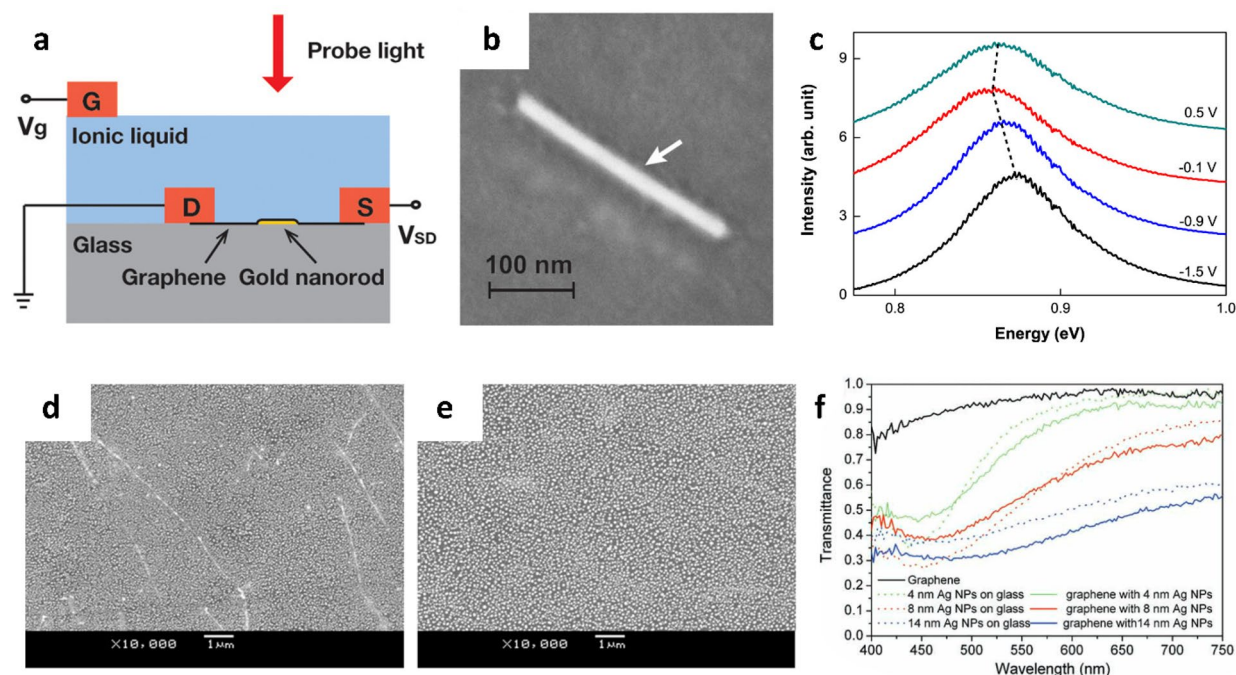 a
Probe light
G
Vg
Ionic liquid
D
S
VSD
Glass
Graphene
Gold nanorod
b
100 nm
c
Intensity (arb. unit)
9
6
3
0
0.5 V
-0.1 V
-0.9 V
-1.5 V
0.8
0.9
1.0
Energy (eV)
d
×10,000
1μm
e
×10,000
1μm
f
Transmittance
1.0
0.9
0.8
0.7
0.6
0.5
0.4
0.3
0.2
0.1
0.0
Graphene
4 nm Ag NPs on glass
graphene with 4 nm Ag NPs
8 nm Ag NPs on glass
graphene with 8 nm Ag NPs
14 nm Ag NPs on glass
graphene with14 nm Ag NPs
400
450
500
550
600
650
700
750
Wavelength (nm)